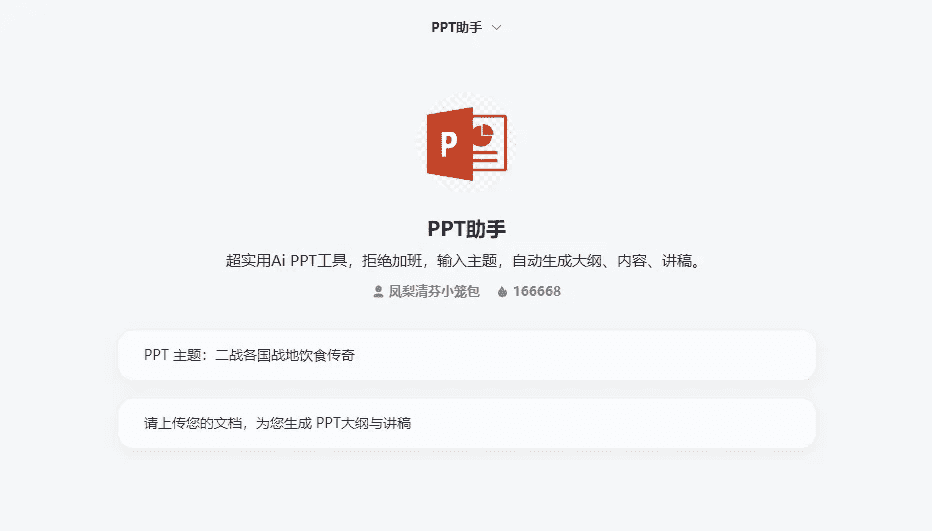 PPT助手
P
PPT助手
超实用Ai PPT工具，拒绝加班，输入主题，自动生成大纲、内容、讲稿。
凤梨清芬小笼包 166668
PPT 主题：二战各国战地饮食传奇
请上传您的文档，为您生成 PPT大纲与讲稿